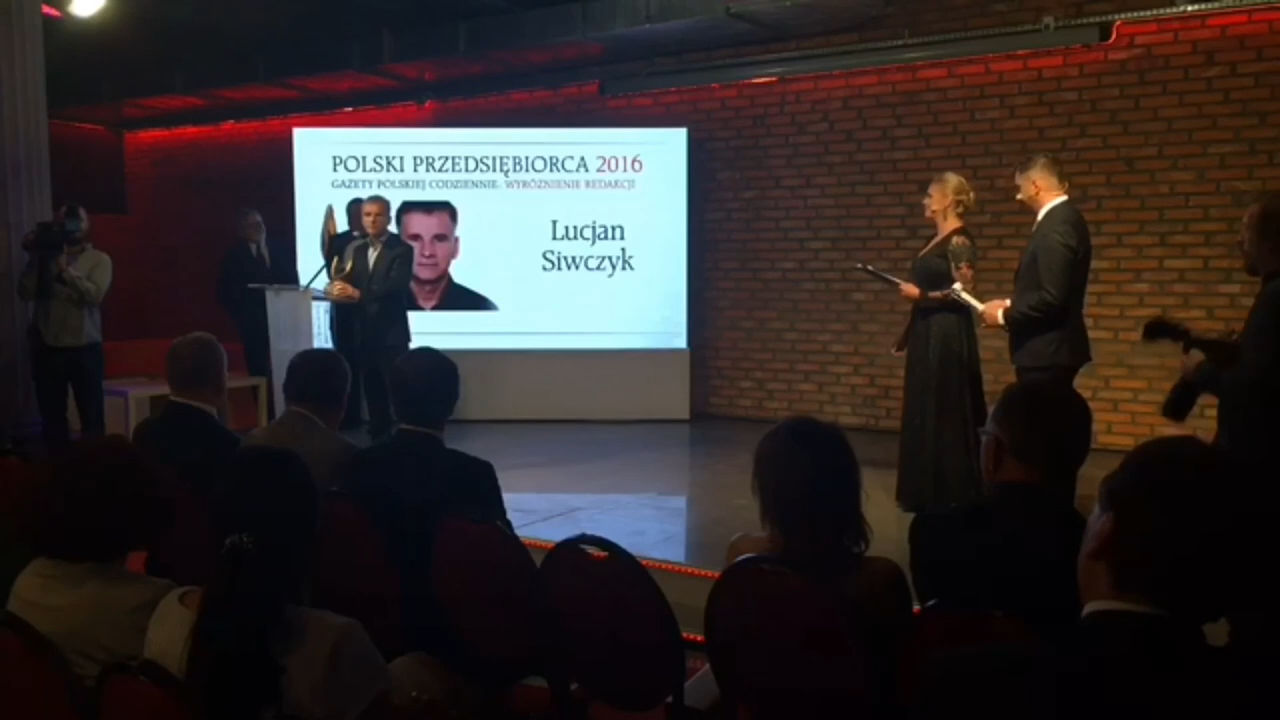 POLSKI PRZEDSIĘBIORCA 2016
GAZETY POLSKIEJ CODZIENNIE. WYRÓŻNIENIE REDAKCJI
Lucjan
Siwczyk